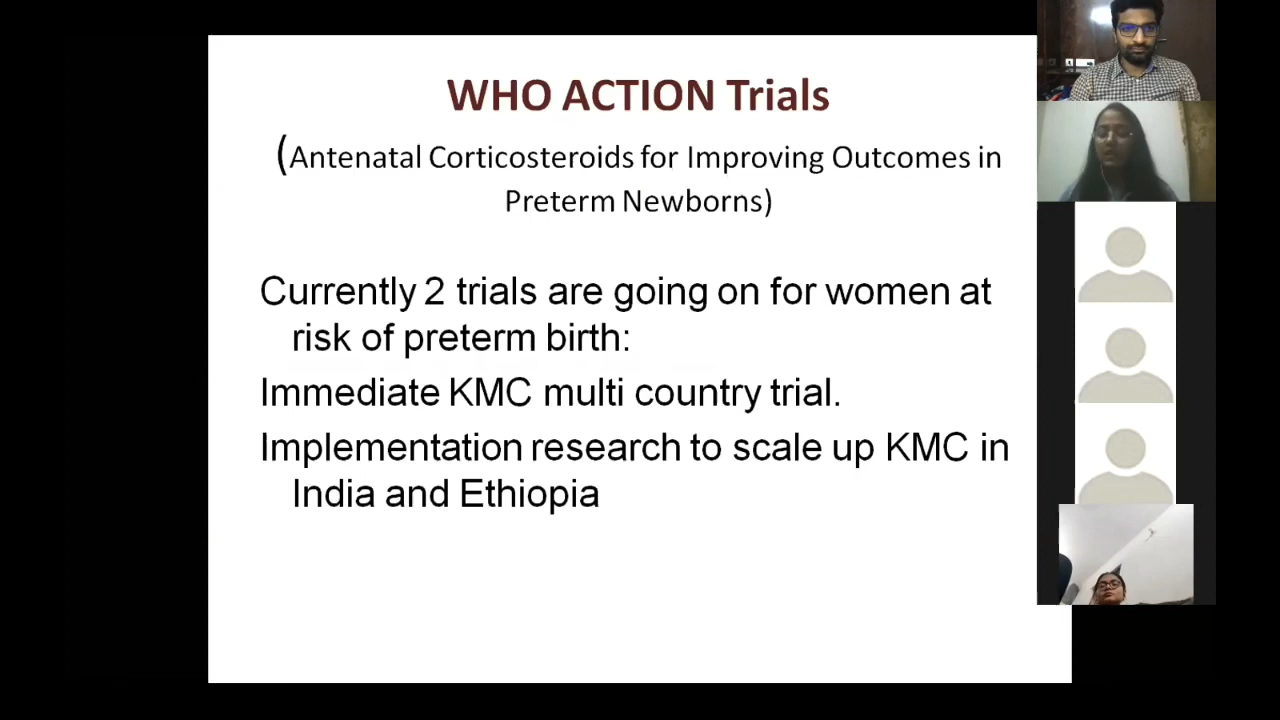 WHO ACTION Trials
(Antenatal Corticosteroids for Improving Outcomes in
Preterm Newborns)
Currently 2 trials are going on for women at
risk of preterm birth:
Immediate KMC multi country trial.
Implementation research to scale up KMC in
India and Ethiopia